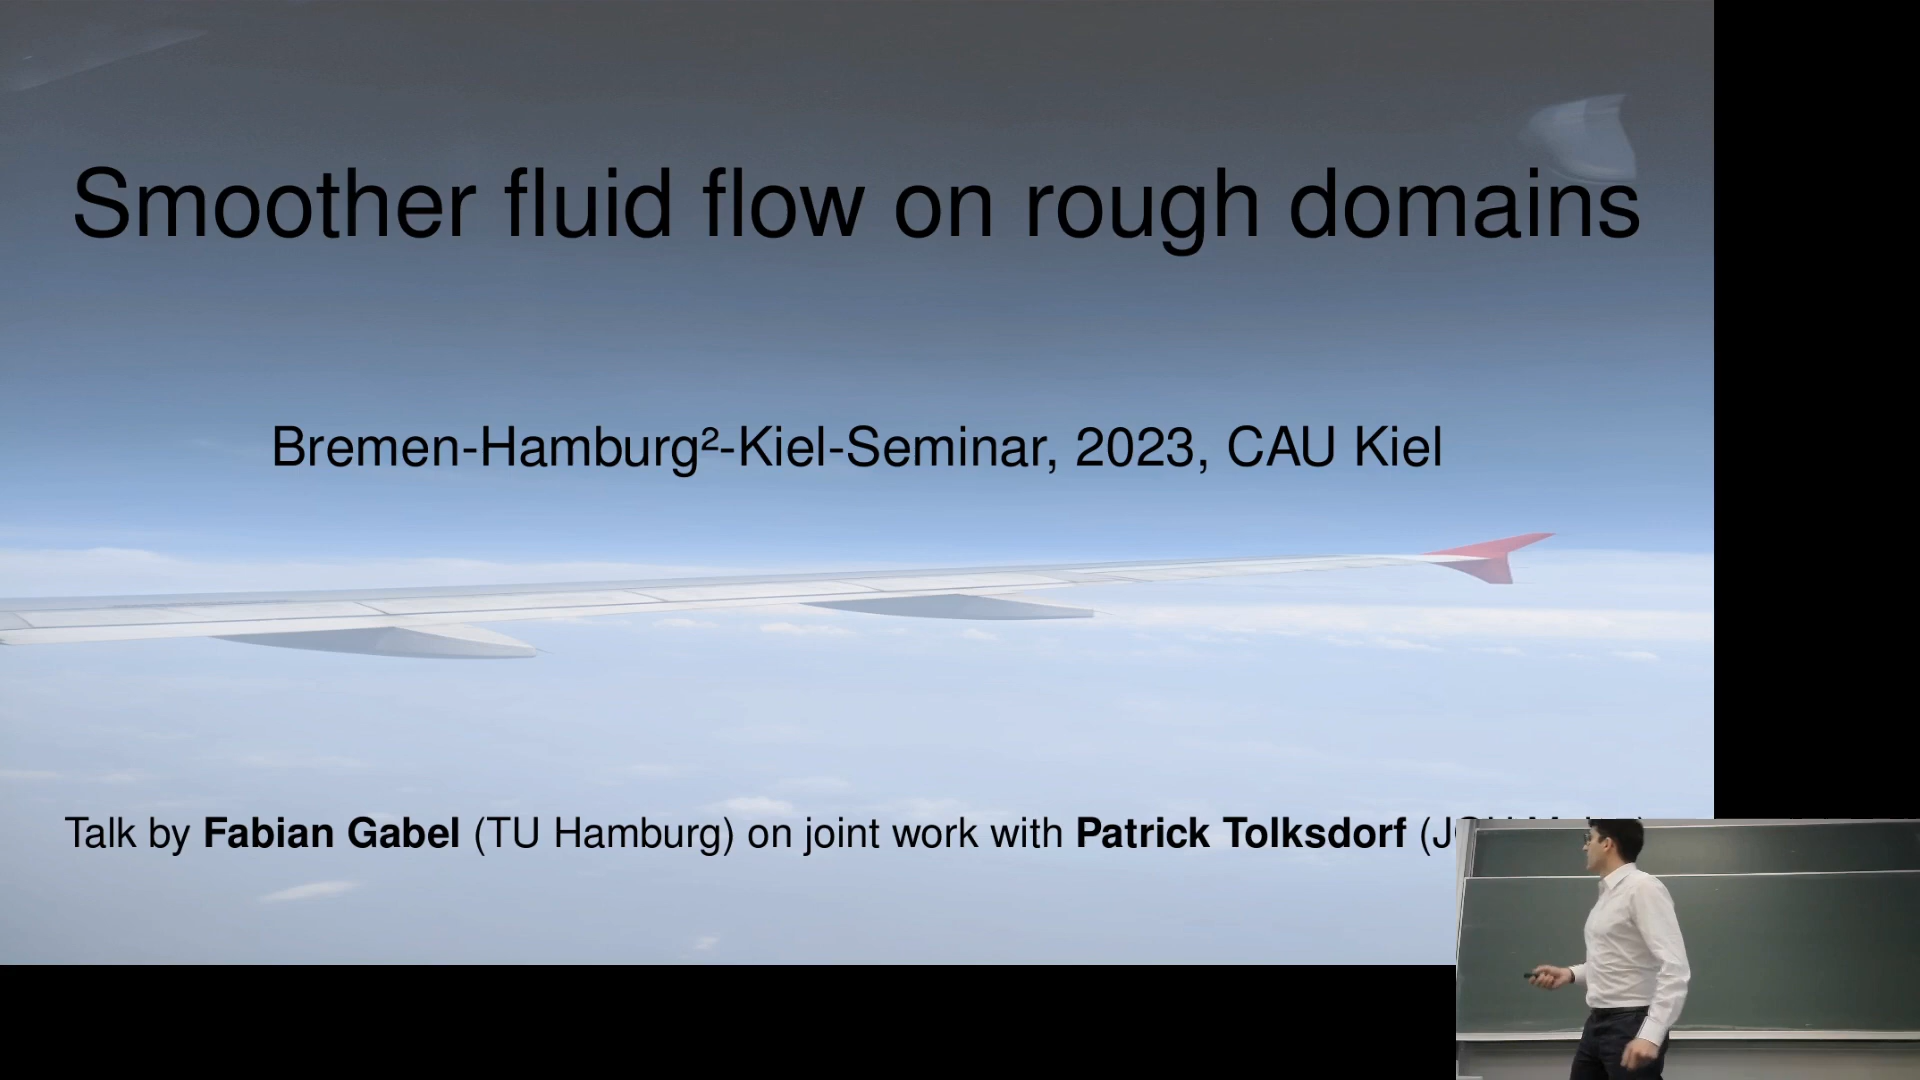 Smoother fluid flow on rough domains
Bremen-Hamburg²-Kiel-Seminar, 2023, CAU Kiel
Talk by Fabian Gabel (TU Hamburg) on joint work with Patrick Tolksdorf